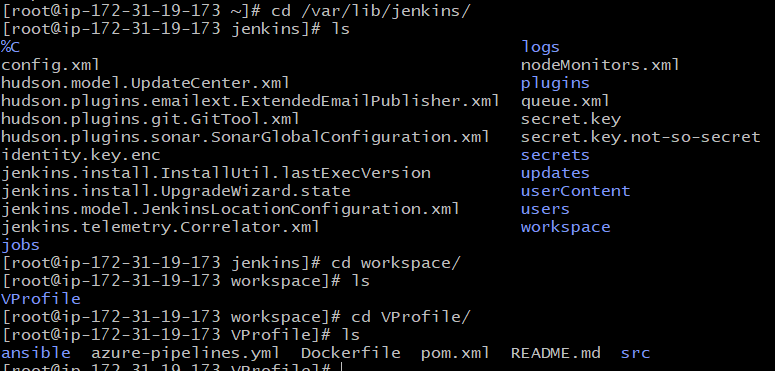 [root@ip-172-31-19-173 ~]# cd /var/lib/jenkins/
[root@ip-172-31-19-173 jenkins]# ls
%C                                                logs
config.xml                                        nodeMonitors.xml
hudson.model.UpdateCenter.xml                     plugins
hudson.plugins.emailext.ExtendedEmailPublisher.xml  queue.xml
hudson.plugins.git.GitTool.xml                    secret.key
hudson.plugins.sonar.SonarGlobalConfiguration.xml  secret.key.not-so-secret
identity.key.enc                                  secrets
jenkins.install.InstallUtil.lastExecVersion       updates
jenkins.install.UpgradeWizard.state               userContent
jenkins.model.JenkinsLocationConfiguration.xml    users
jenkins.telemetry.Correlator.xml                  workspace
jobs
[root@ip-172-31-19-173 jenkins]# cd workspace/
[root@ip-172-31-19-173 workspace]# ls
VProfile
[root@ip-172-31-19-173 workspace]# cd VProfile/
[root@ip-172-31-19-173 VProfile]# ls
ansible  azure-pipelines.yml  Dockerfile  pom.xml  README.md  src
[root@ip-172-31-19-173 VProfile]#